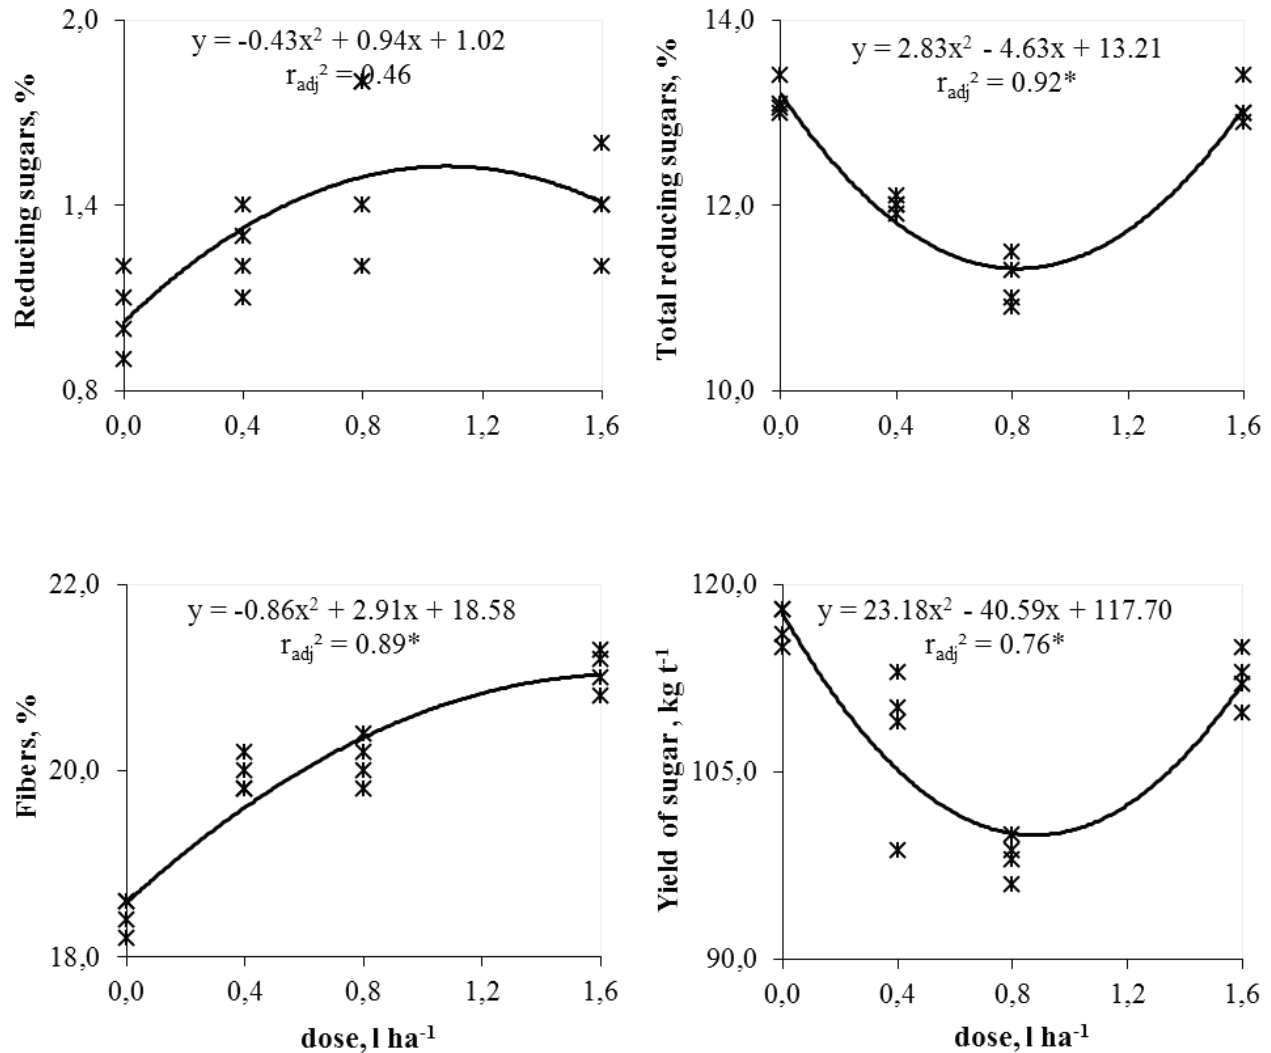 Reducing sugars, %
y = -0.43x² + 0.94x + 1.02
r_adj² = 0.46
2,0
1,4
0,8
0,0 0,4 0,8 1,2 1,6
Total reducing sugars, %
y = 2.83x² - 4.63x + 13.21
r_adj² = 0.92*
14,0
12,0
10,0
0,0 0,4 0,8 1,2 1,6
Fibers, %
y = -0.86x² + 2.91x + 18.58
r_adj² = 0.89*
22,0
20,0
18,0
0,0 0,4 0,8 1,2 1,6
dose, l ha⁻¹
Yield of sugar , kg t⁻¹
y = 23.18x² - 40.59x + 117.70
r_adj² = 0.76*
120,0
105,0
90,0
0,0 0,4 0,8 1,2 1,6
dose, l ha⁻¹